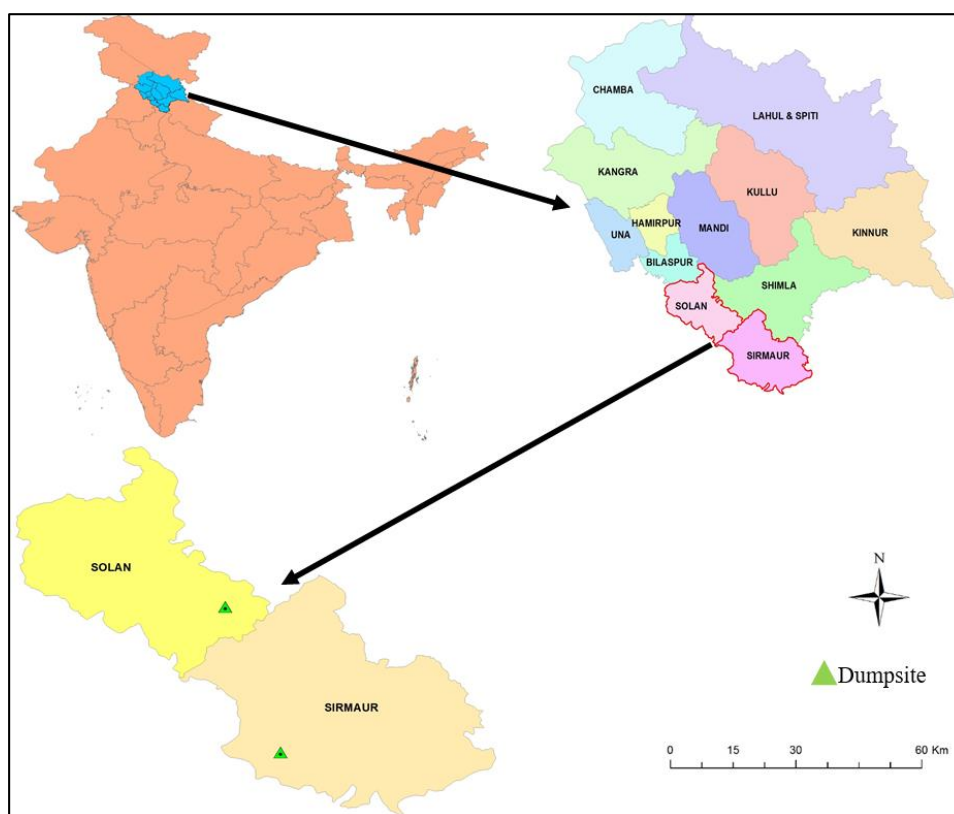 CHAMBA
LAHUL & SPITI
KANGRA
KULLU
HAMIRPUR
UNA
MANDI
KINNUR
BILASPUR
SHIMLA
SOLAN
SIRMAUR
SOLAN
SIRMAUR
N
Dumpsite
0 15 30 60 Km